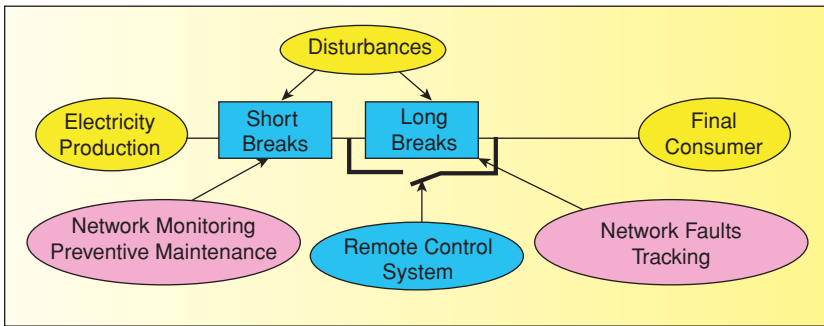 Disturbances
Electricity
Production
Short
Breaks
Long
Breaks
Final
Consumer
Network Monitoring
Preventive Maintenance
Remote Control
System
Network Faults
Tracking